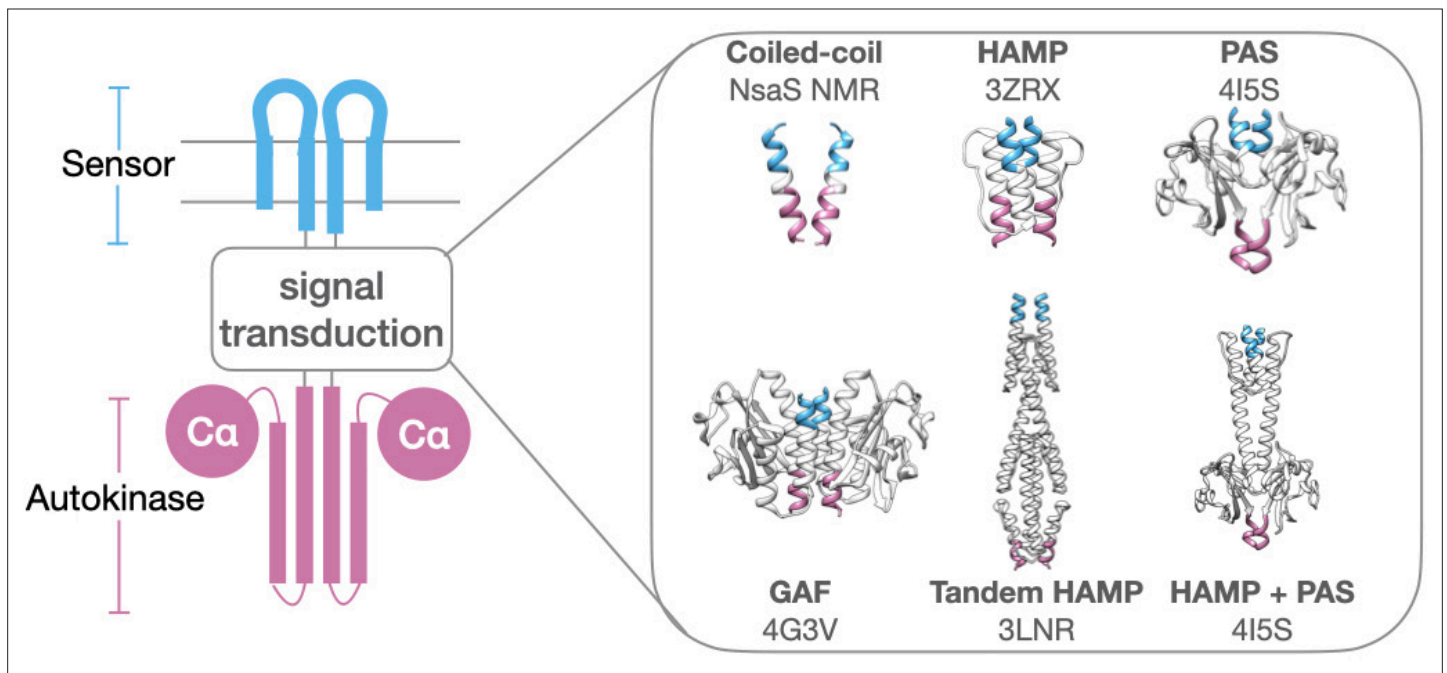 Sensor
signal
transduction
Cα
Cα
Autokinase
Coiled-coil
NsaS NMR
HAMP
3ZRX
PAS
4I5S
GAF
4G3V
Tandem HAMP
3LNR
HAMP + PAS
4I5S